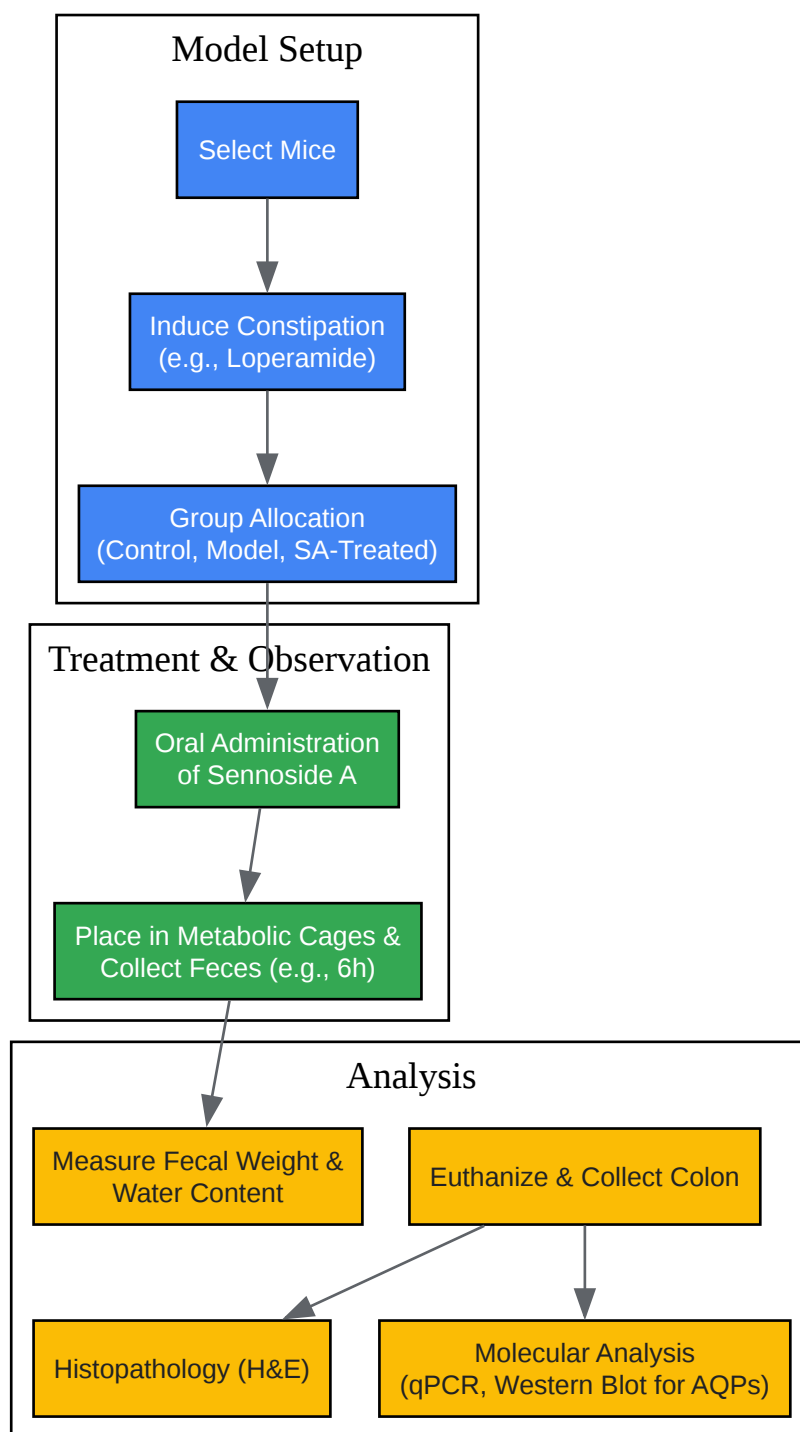 Model Setup
Select Mice
Induce Constipation
(e.g., Loperamide)
Group Allocation
(Control, Model, SA-Treated)
Treatment & Observation
Oral Administration
of Sennoside A
Place in Metabolic Cages &
Collect Feces (e.g., 6h)
Analysis
Measure Fecal Weight &
Water Content
Euthanize & Collect Colon
Histopathology (H&E)
Molecular Analysis
(qPCR, Western Blot for AQPs)